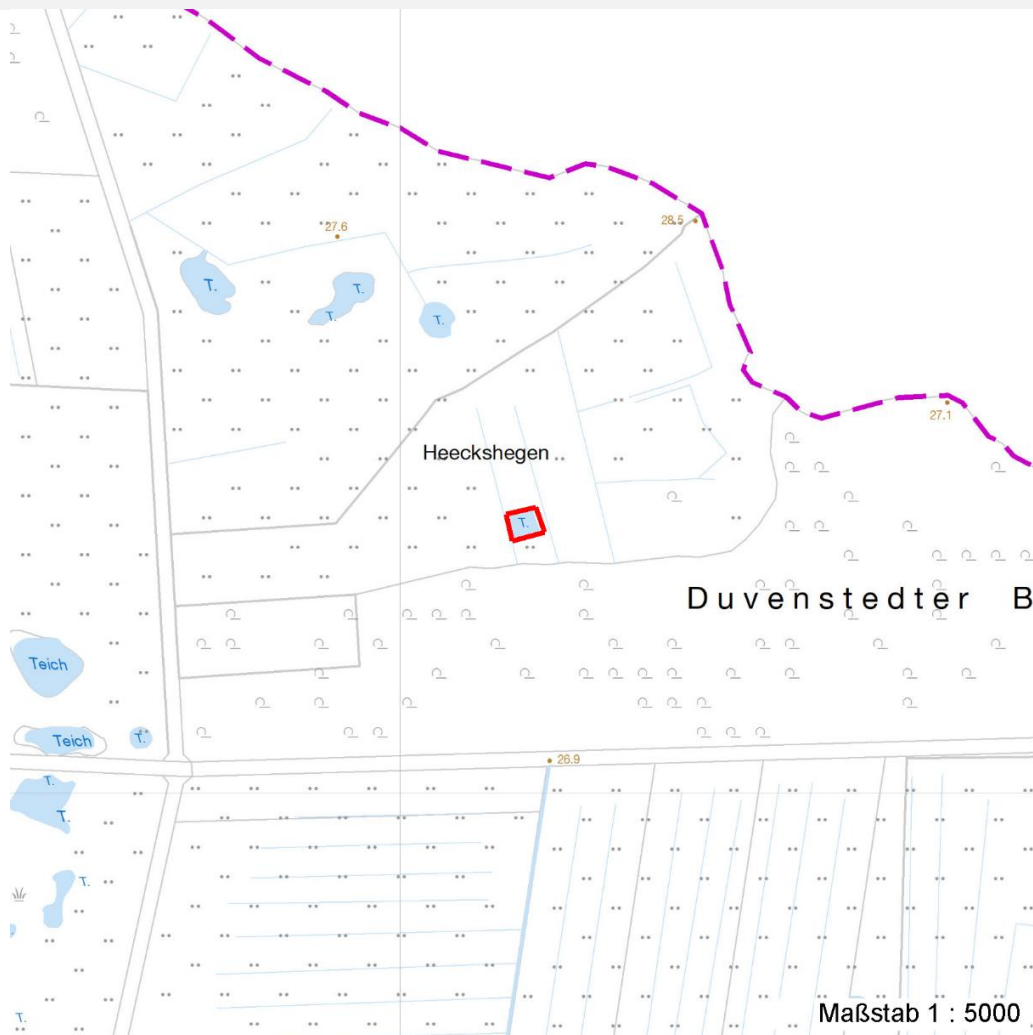 28.5
27.6
T.
T.
T.
T.
27.1
Heeckshegen
T.
Duvenstedter B
Teich
Teich
T.
26.9
T.
T.
T.
T.
Maßstab 1 : 5000